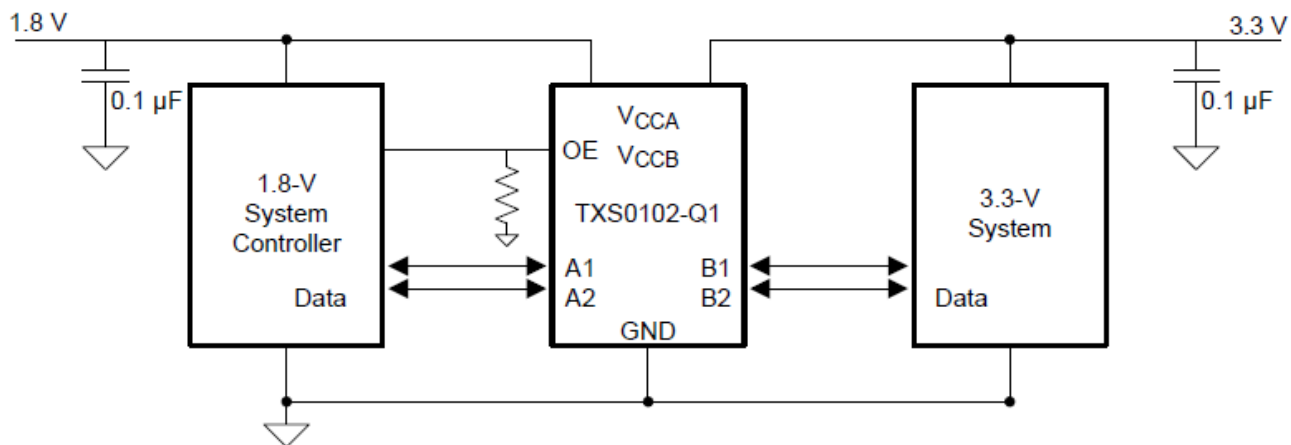 1.8 V
3.3 V
0.1 µF
0.1 µF
1.8-V
System
Controller
Data
VCCA
OE
VCCB
TXS0102-Q1
A1
B1
A2
B2
GND
3.3-V
System
Data